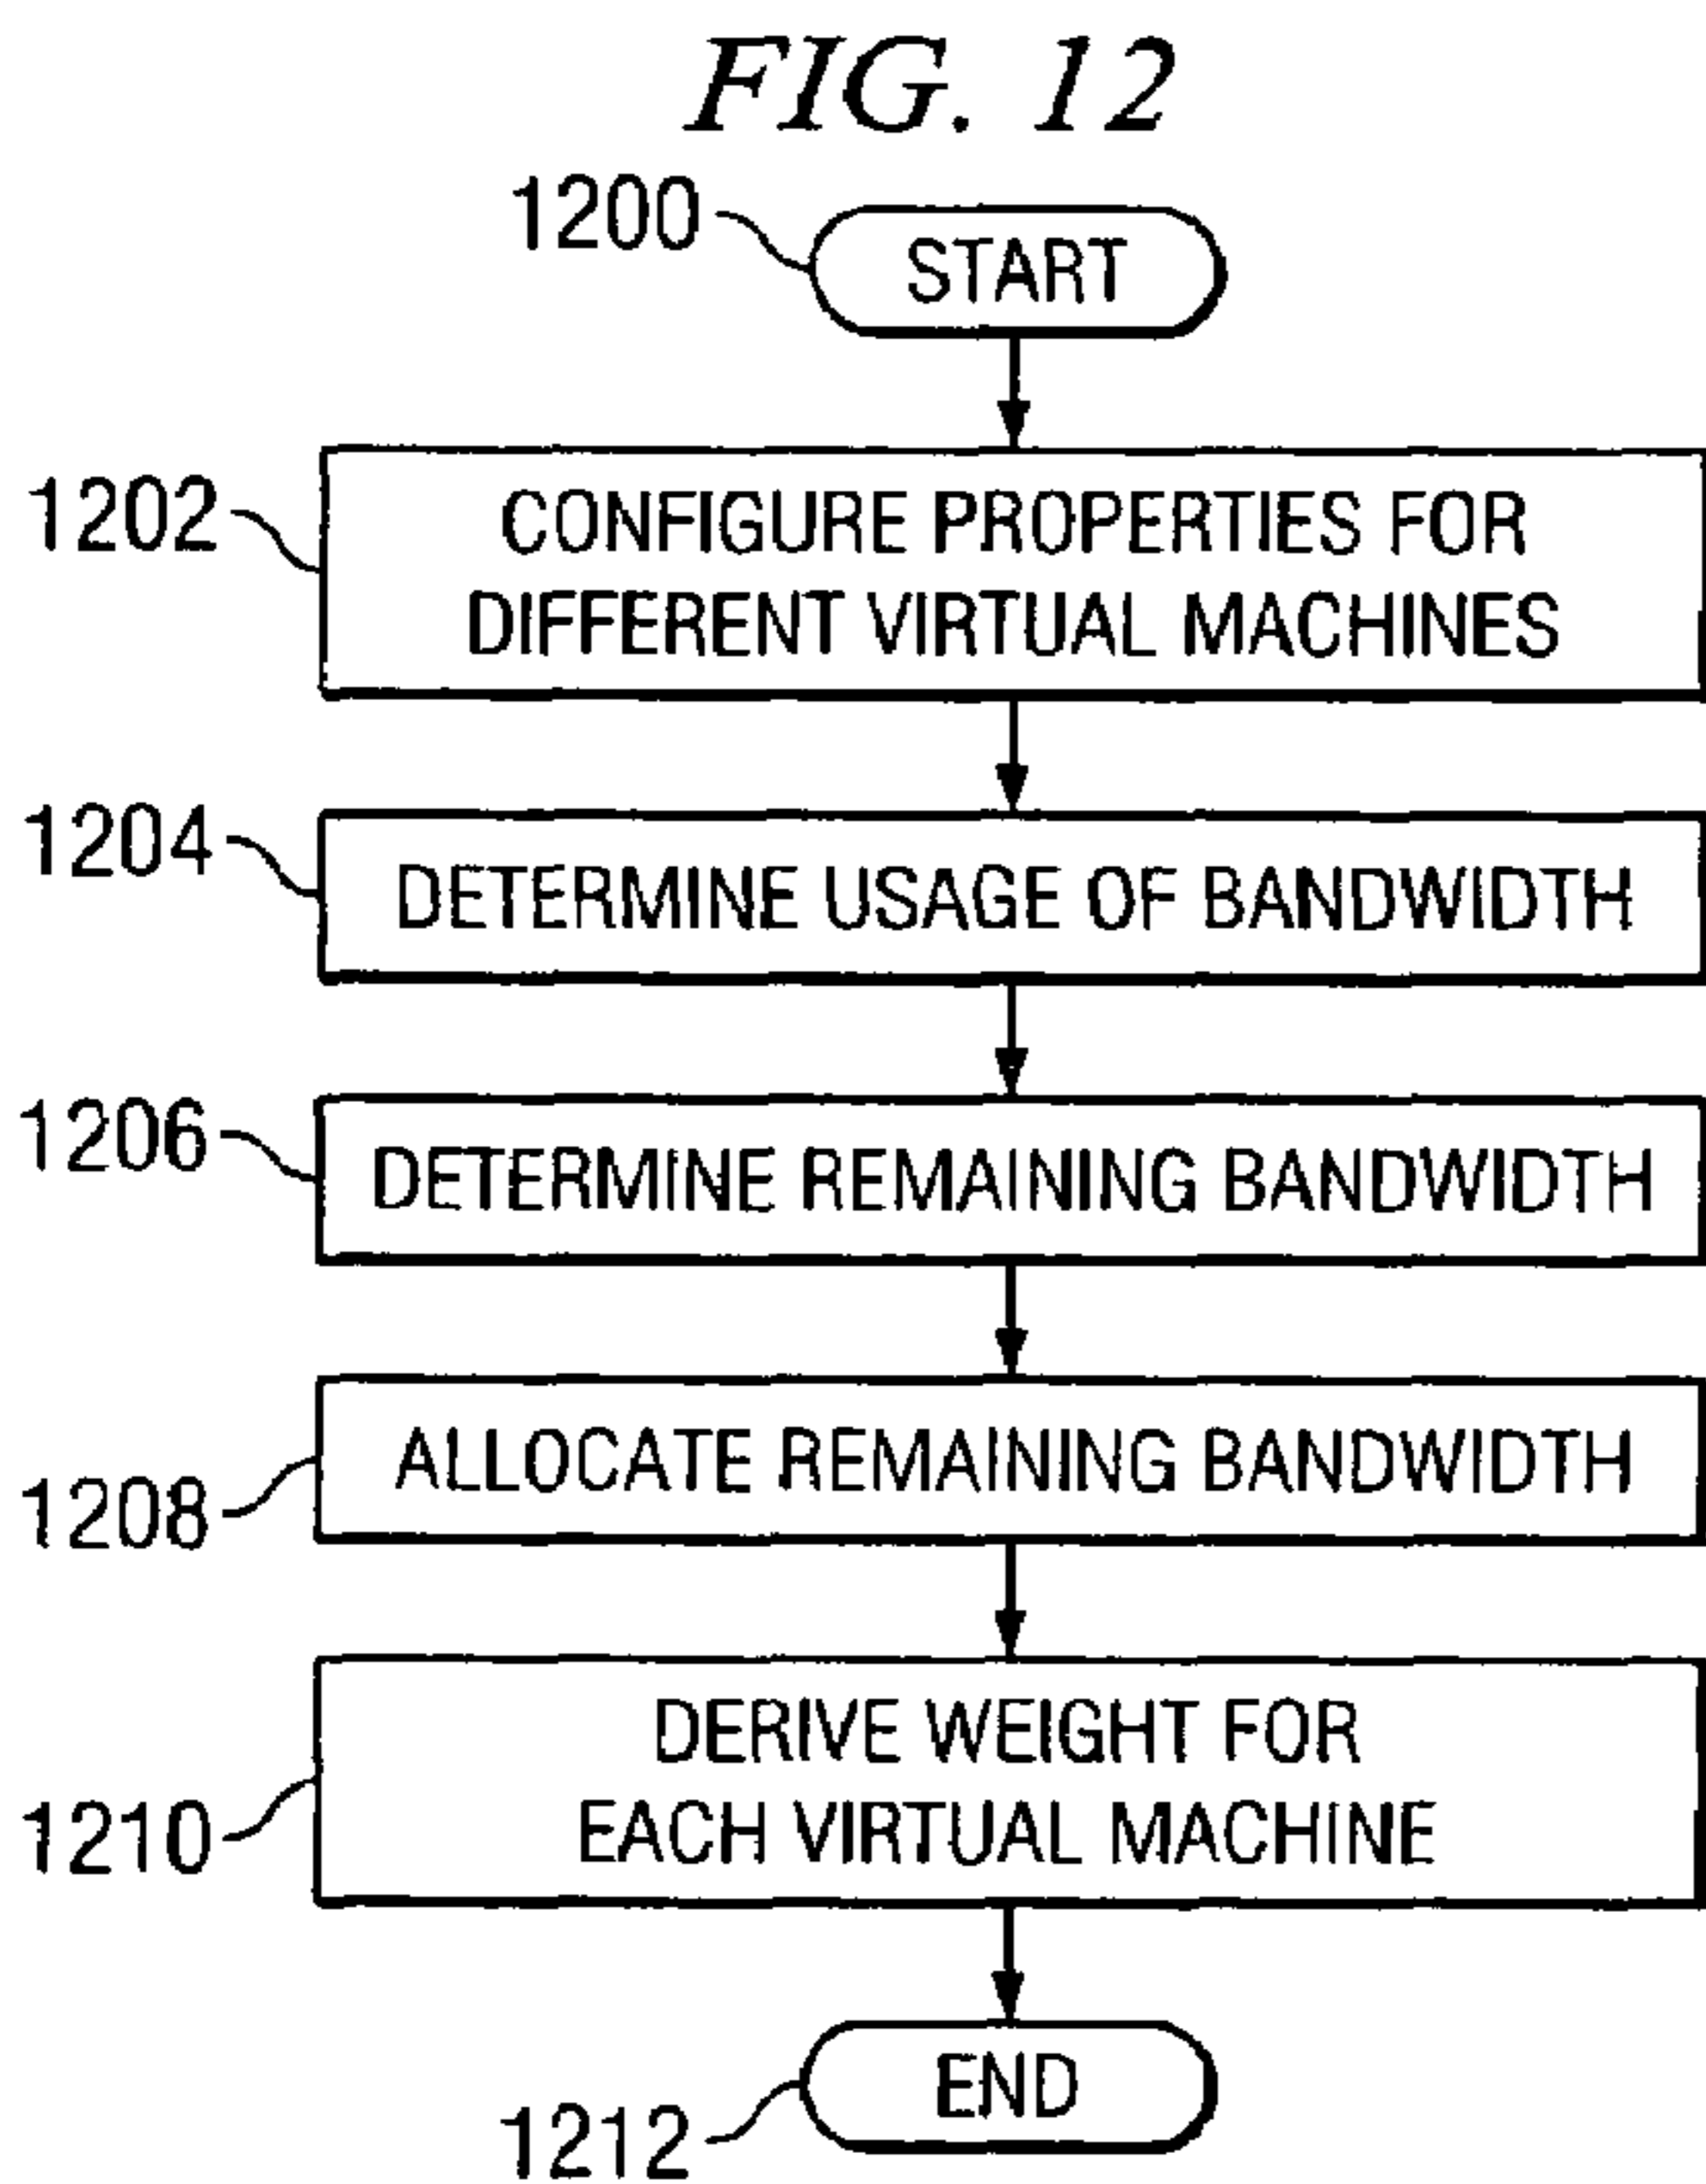 FIG. 12
1200
START
1202
CONFIGURE PROPERTIES FOR
DIFFERENT VIRTUAL MACHINES
1204
DETERMINE USAGE OF BANDWIDTH
1206
DETERMINE REMAINING BANDWIDTH
1208
ALLOCATE REMAINING BANDWIDTH
1210
DERIVE WEIGHT FOR
EACH VIRTUAL MACHINE
1212
END